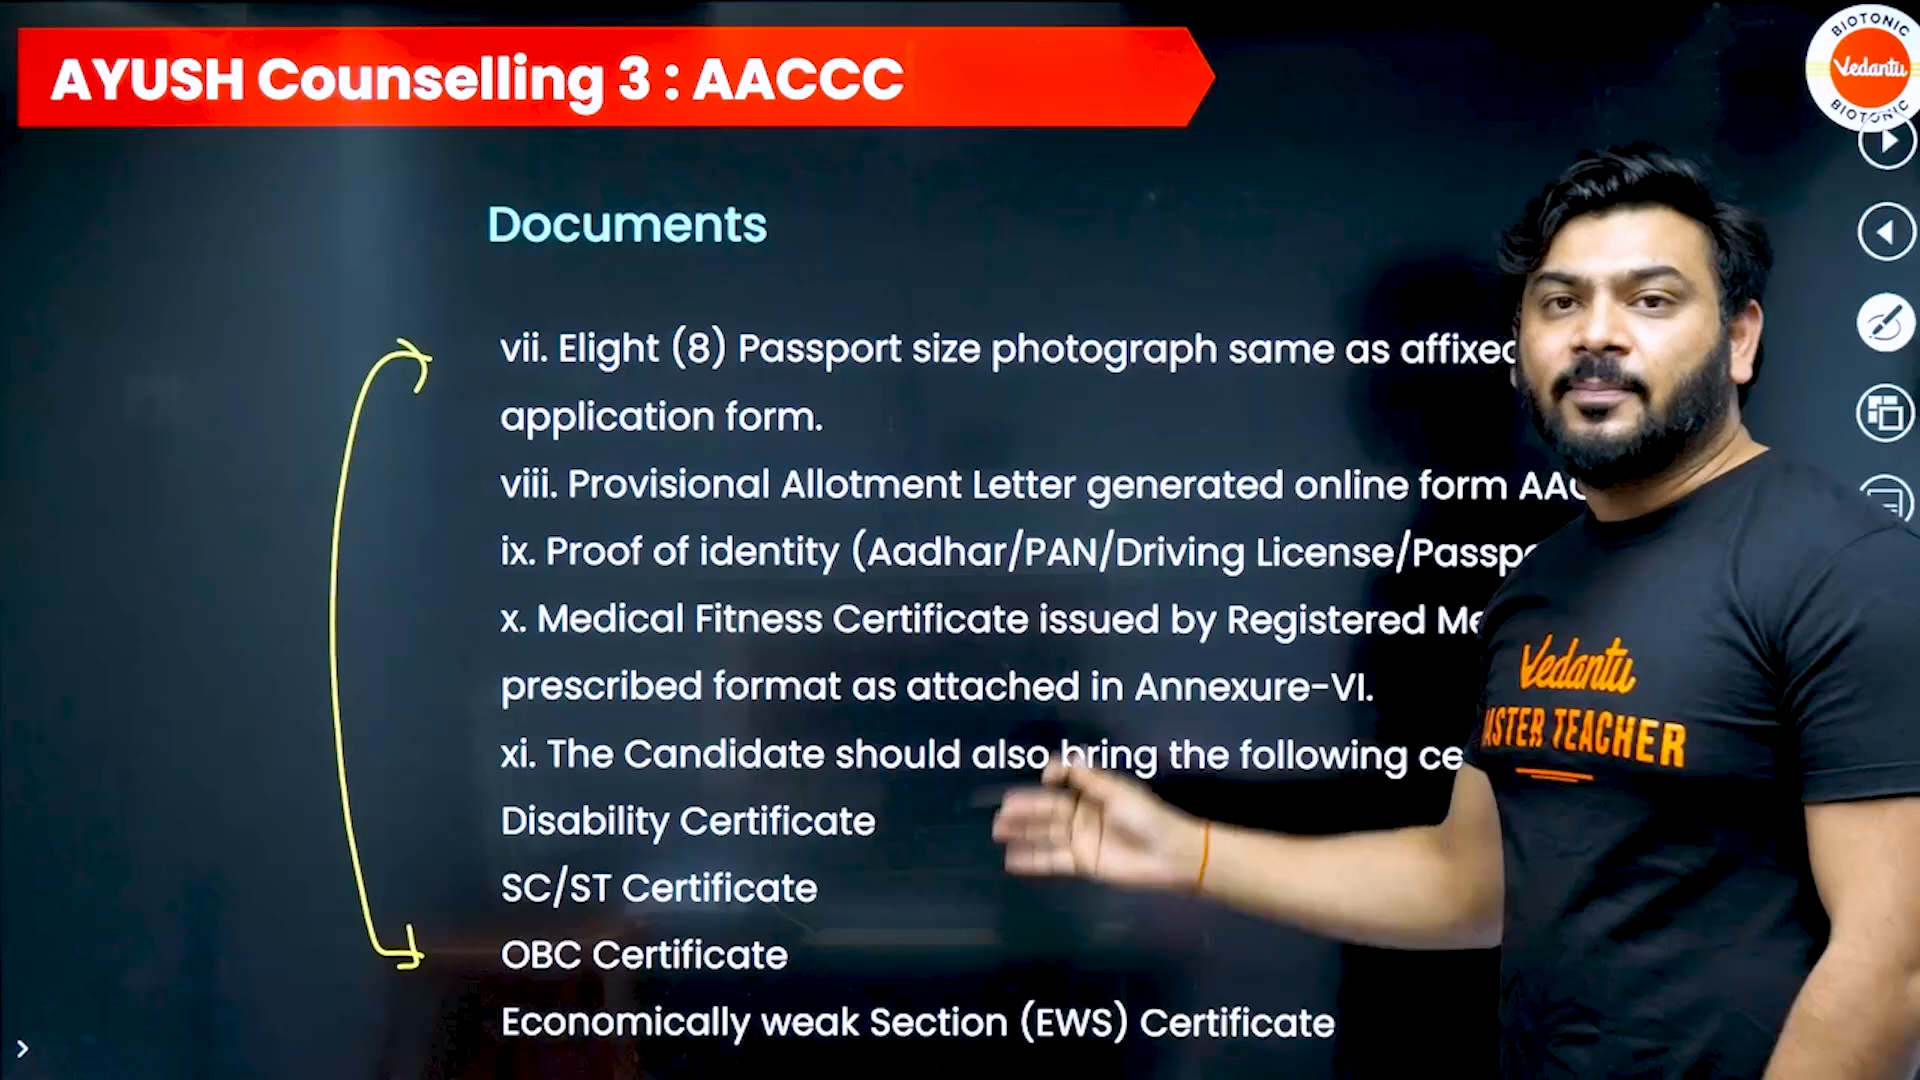 AYUSH Counselling 3 : AACCC
BIOTONIC
Vedantu
BIOTONIC
Documents
vii. Elight (8) Passport size photograph same as affixed
application form.
viii. Provisional Allotment Letter generated online form
ix. Proof of identity (Aadhar/PAN/Driving License/
x. Medical Fitness Certificate issued by Registered
prescribed format as attached in Annexure-VI.
xi. The Candidate should also bring the following
Disability Certificate
SC/ST Certificate
OBC Certificate
Economically weak Section (EWS) Certificate
Vedantu
TEACHER